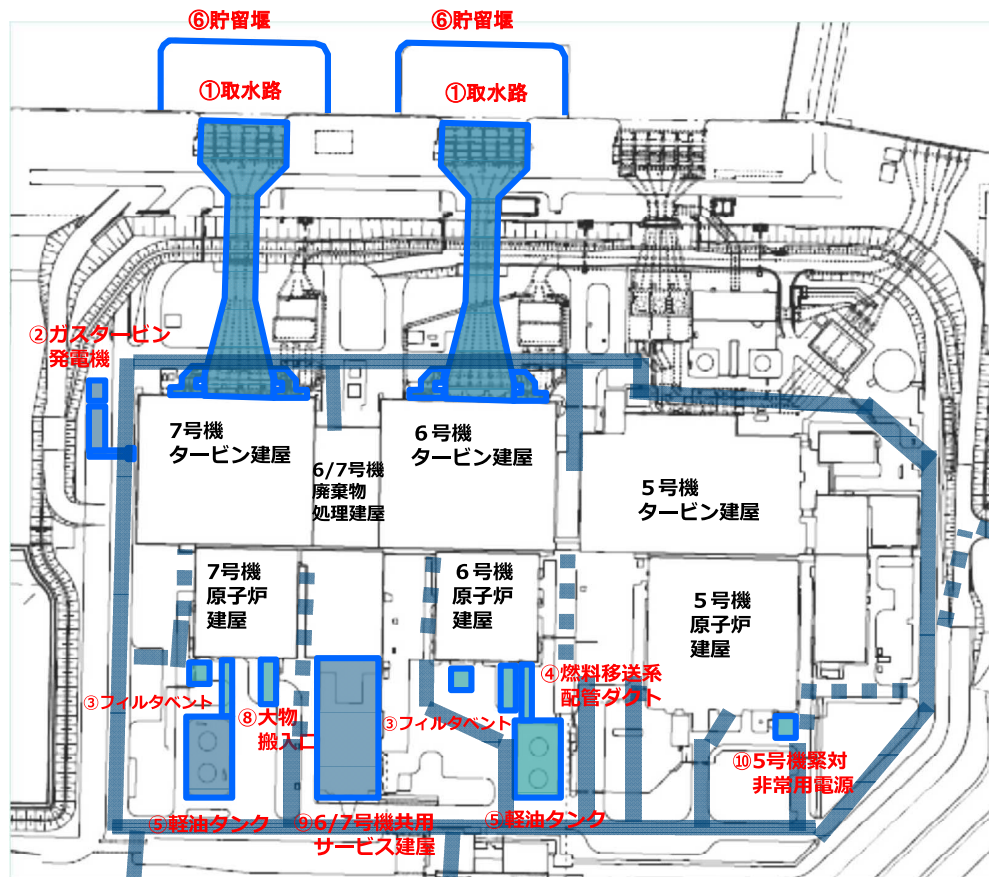 ⑥貯留堰
⑥貯留堰
①取水路
①取水路
②ガスタービン
発電機
7号機
タービン建屋
6/7号機
廃棄物
処理建屋
6号機
タービン建屋
5号機
タービン建屋
7号機
原子炉
建屋
6号機
原子炉
建屋
5号機
原子炉
建屋
③フィルタベント
⑧大物
搬入口
③フィルタベント
④燃料移送系
配管ダクト
⑩5号機緊対
非常用電源
⑤軽油タンク
⑨6/7号機共用
サービス建屋
⑤軽油タンク